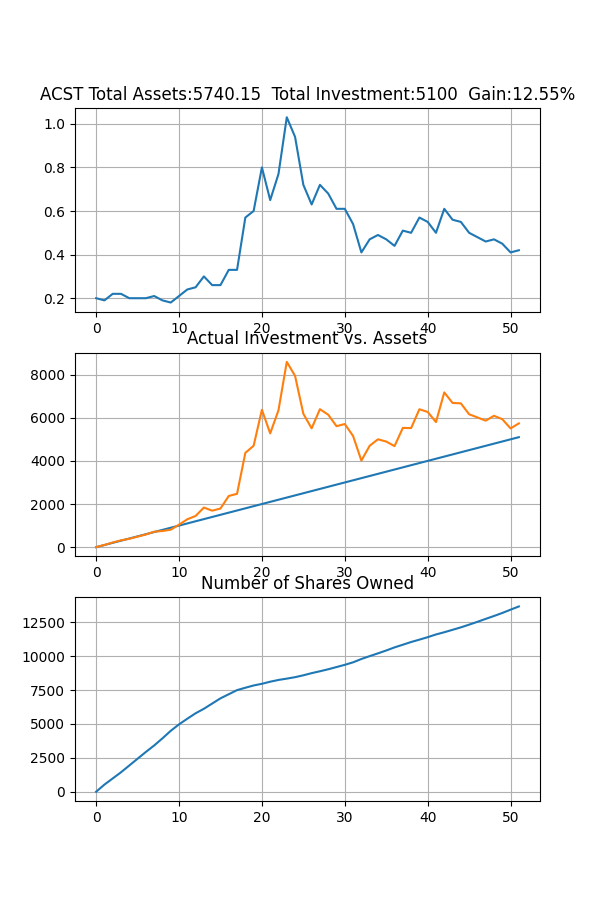 ACST Total Assets:5740.15  Total Investment:5100  Gain:12.55%
1.0
0.8
0.6
0.4
0.2
0 10 20 30 40 50
Actual Investment vs. Assets
8000
6000
4000
2000
0
0 10 20 30 40 50
Number of Shares Owned
12500
10000
7500
5000
2500
0
0 10 20 30 40 50